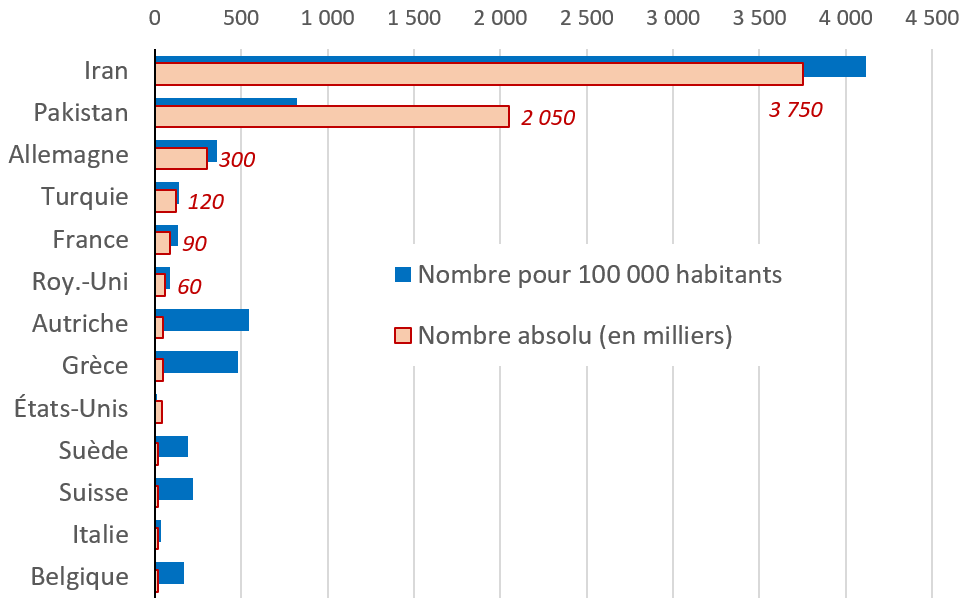 0 500 1 000 1 500 2 000 2 500 3 000 3 500 4 000 4 500
Iran
3 750
Pakistan
2 050
Allemagne
300
Turquie
120
France
90
Roy.-Uni
60
Nombre pour 100 000 habitants
Autriche
Nombre absolu (en milliers)
Grèce
États-Unis
Suède
Suisse
Italie
Belgique